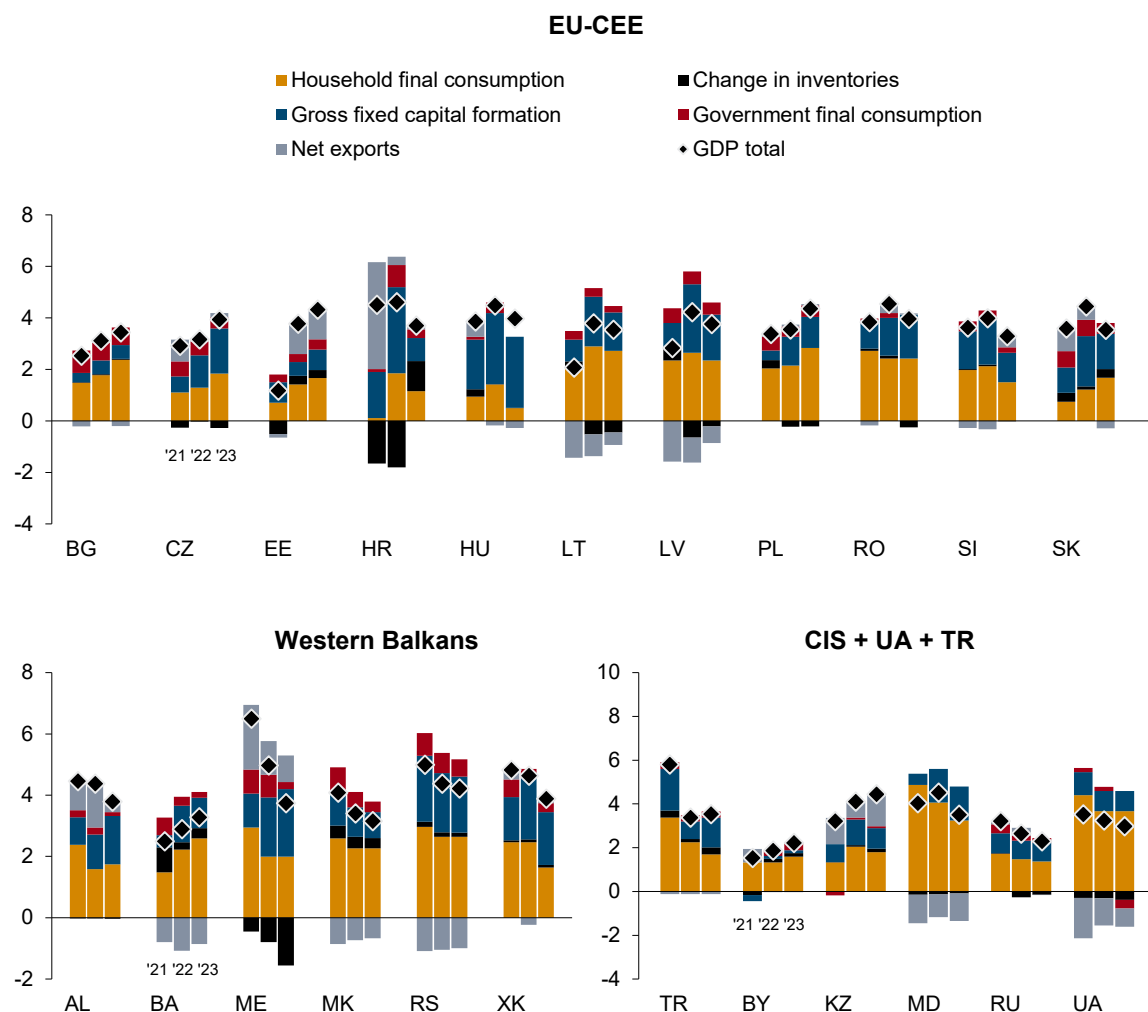 EU-CEE
Household final consumption
Change in inventories
Gross fixed capital formation
Government final consumption
Net exports
GDP total
8
6
4
2
0
-2
-4
'21 '22 '23
BG CZ EE HR HU LT LV PL RO SI SK
Western Balkans
8
6
4
2
0
-2
'21 '22 '23
AL BA ME MK RS XK
CIS + UA + TR
10
8
6
4
2
0
-2
-4
'21 '22 '23
TR BY KZ MD RU UA